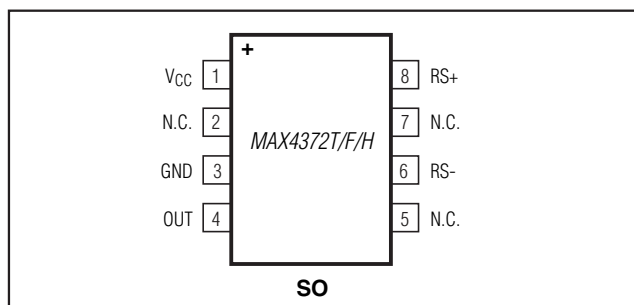 +
VCC 1
8 RS+
N.C. 2
7 N.C.
MAX4372T/F/H
GND 3
6 RS-
OUT 4
5 N.C.
SO